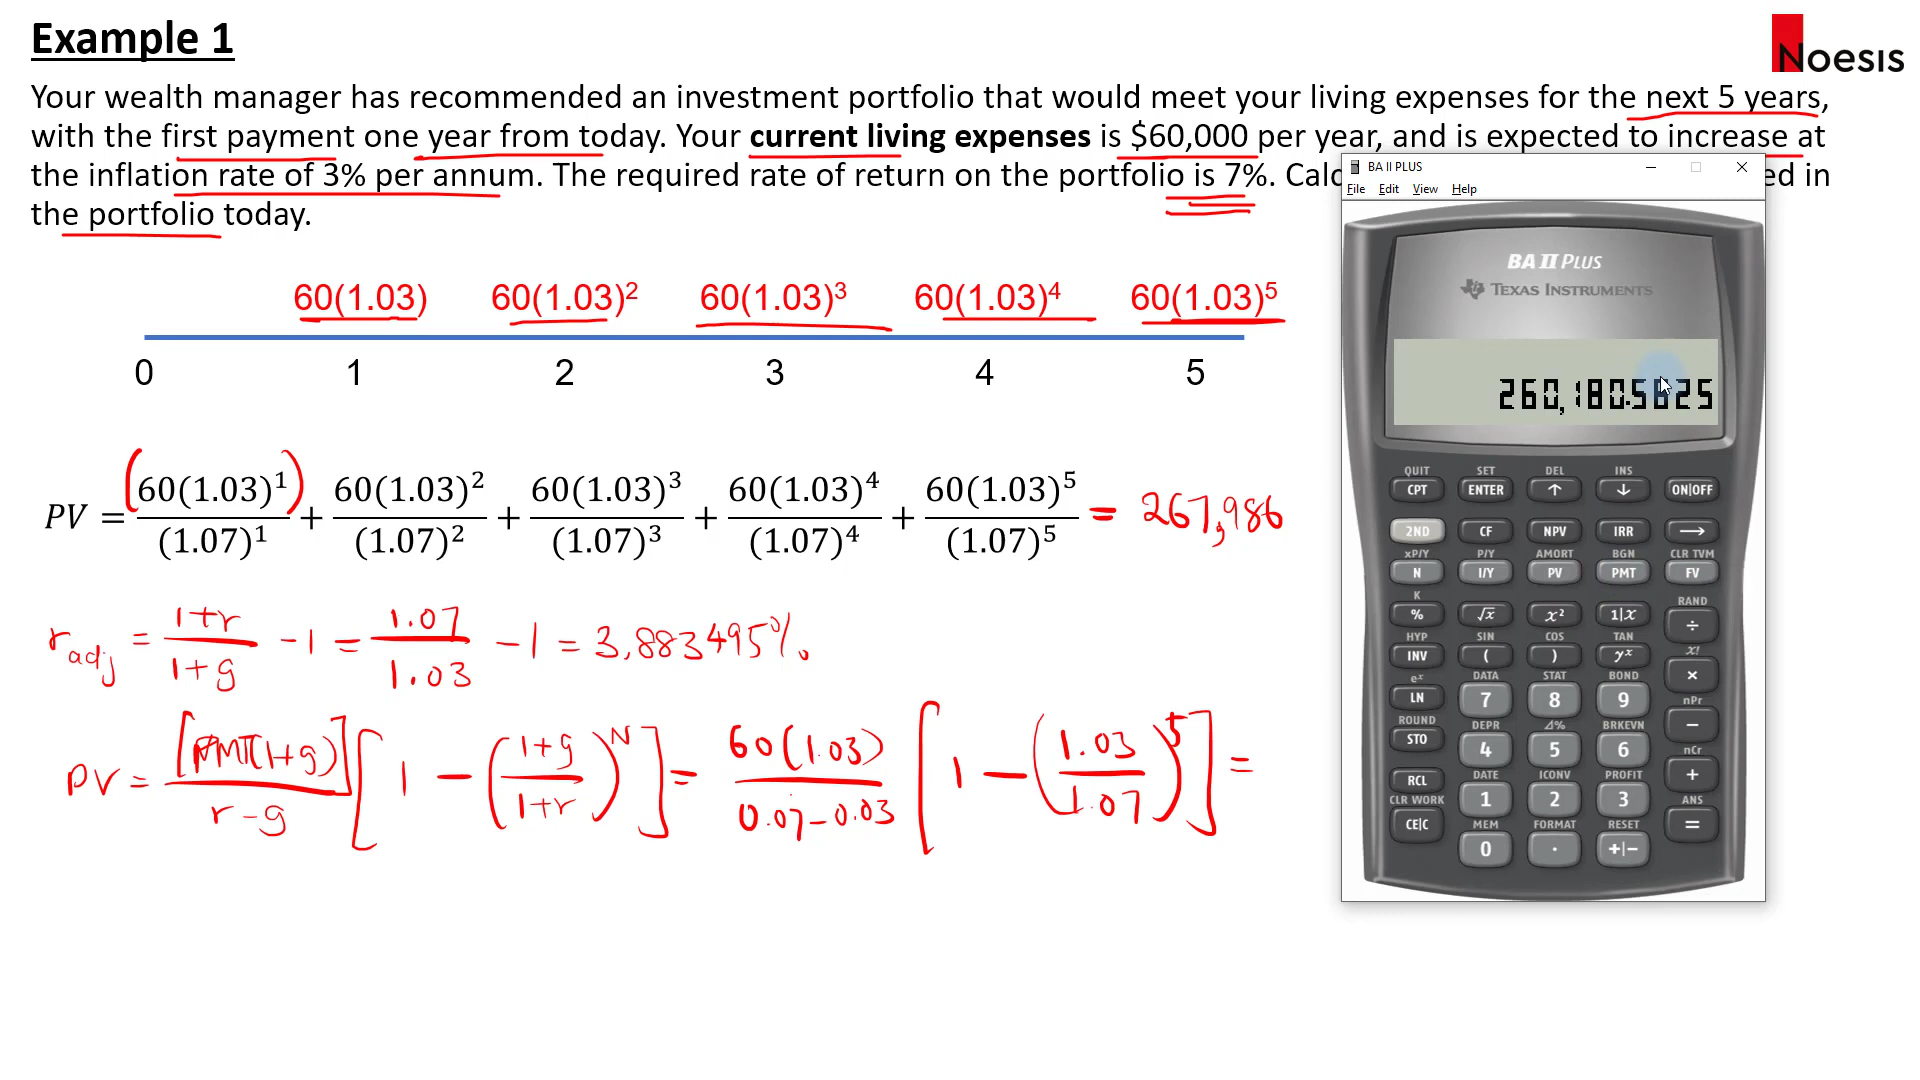 Example 1
Noesis
Your wealth manager has recommended an investment portfolio that would meet your living expenses for the next 5 years,
with the first payment one year from today. Your current living expenses is $60,000 per year, and is expected to increase at
the inflation rate of 3% per annum. The required rate of return on the portfolio is 7%. ed in
the portfolio today.
60(1.03) 60(1.03)² 60(1.03)³ 60(1.03)⁴ 60(1.03)⁵
0 1 2 3 4 5
PV = (60(1.03)¹)/(1.07)¹ + 60(1.03)²/(1.07)² + 60(1.03)³/(1.07)³ + 60(1.03)⁴/(1.07)⁴ + 60(1.03)⁵/(1.07)⁵ = 267,986
r adj = 1+r/1+g - 1 = 1.07/1.03 - 1 = 3.883495%
PV = [PMT(1+g)]/r-g [1 - (1+g/1+r)^N] = 60(1.03)/0.07-0.03 [1 - (1.03/1.07)^5] =
BA II PLUS
File Edit View Help
BA II PLUS
TEXAS INSTRUMENTS
260,180.5825
QUIT SET DEL INS
CPT ENTER ↑ ↓ ON|OFF
2ND CF NPV IRR →
xP/Y P/Y AMORT BGN CLR TVM
N I/Y PV PMT FV
K RAND
% √x x² 1|x ÷
HYP SIN COS TAN x!
INV ( ) yˣ ×
eˣ DATA STAT BOND nPr
LN 7 8 9 −
ROUND DEPR Δ% BRKEVN nCr
STO 4 5 6 +
RCL DATE ICONV PROFIT ANS
CLR WORK 1 2 3 =
CE|C MEM FORMAT RESET
0 . +|−